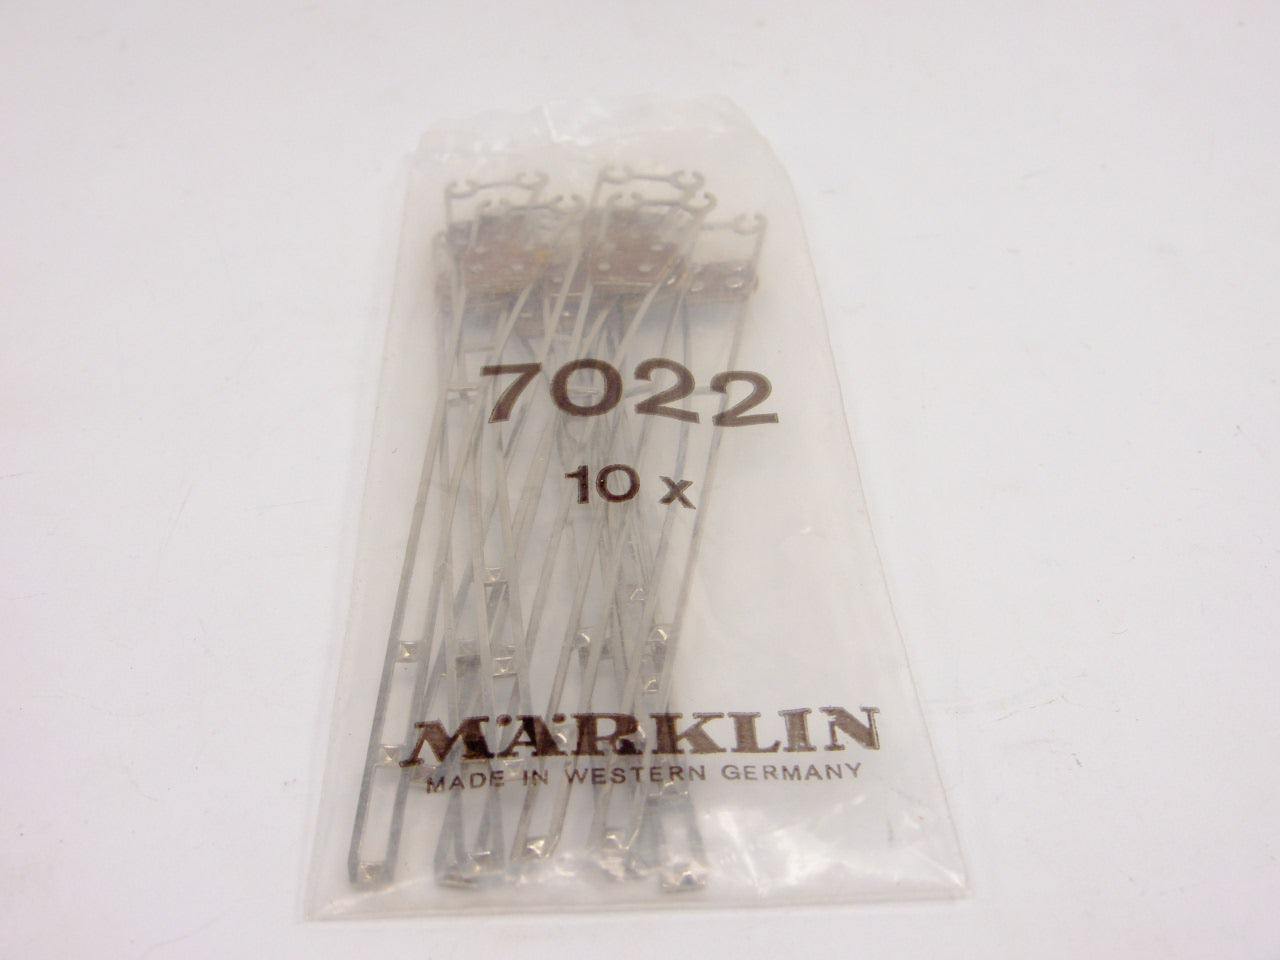 7022
10 x
MÄRKLIN
MADE IN WESTERN GERMANY